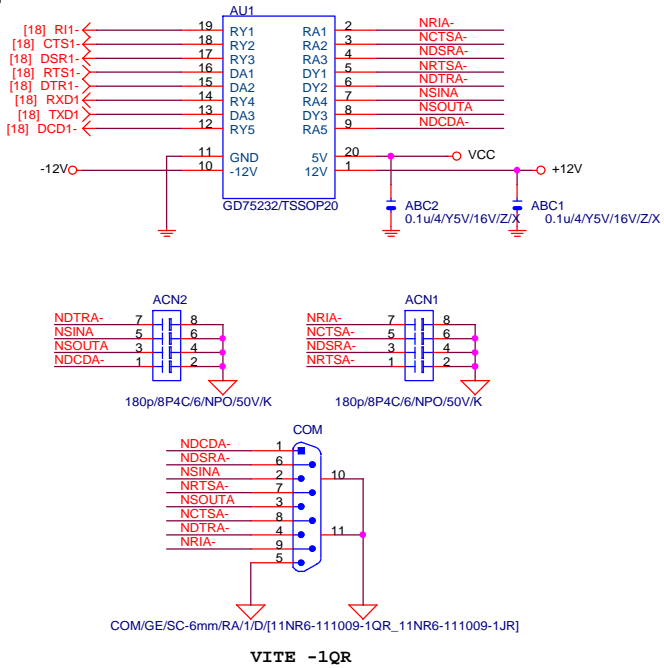 AU1
[18] RI1- 19 RY1 RA1 2 NRIA-
[18] CTS1- 18 RY2 RA2 3 NCTSA-
[18] DSR1- 17 RY3 RA3 4 NDSRA-
[18] RTS1- 16 DA1 DY1 5 NRTSA-
[18] DTR1- 15 DA2 DY2 6 NDTRA-
[18] RXD1 14 RY4 RA4 7 NSINA
[18] TXD1 13 DA3 DY3 8 NSOUTA
[18] DCD1- 12 RY5 RA5 9 NDCDA-
11 GND 5V 20 VCC
-12V 10 -12V 12V 1 +12V
GD75232/TSSOP20
ABC2
0.1u/4/Y5V/16V/Z/X
ABC1
0.1u/4/Y5V/16V/Z/X
ACN2
NDTRA- 7 8
NSINA 5 6
NSOUTA 3 4
NDCDA- 1 2
180p/8P4C/6/NPO/50V/K
ACN1
NRIA- 7 8
NCTSA- 5 6
NDSRA- 3 4
NRTSA- 1 2
180p/8P4C/6/NPO/50V/K
COM
NDCDA- 1
NDSRA- 6
NSINA 2 10
NRTSA- 7
NSOUTA 3
NCTSA- 8
NDTRA- 4 11
NRIA- 9
5
COM/GE/SC-6mm/RA/1/D/[11NR6-111009-1QR_11NR6-111009-1JR]
VITE -1QR